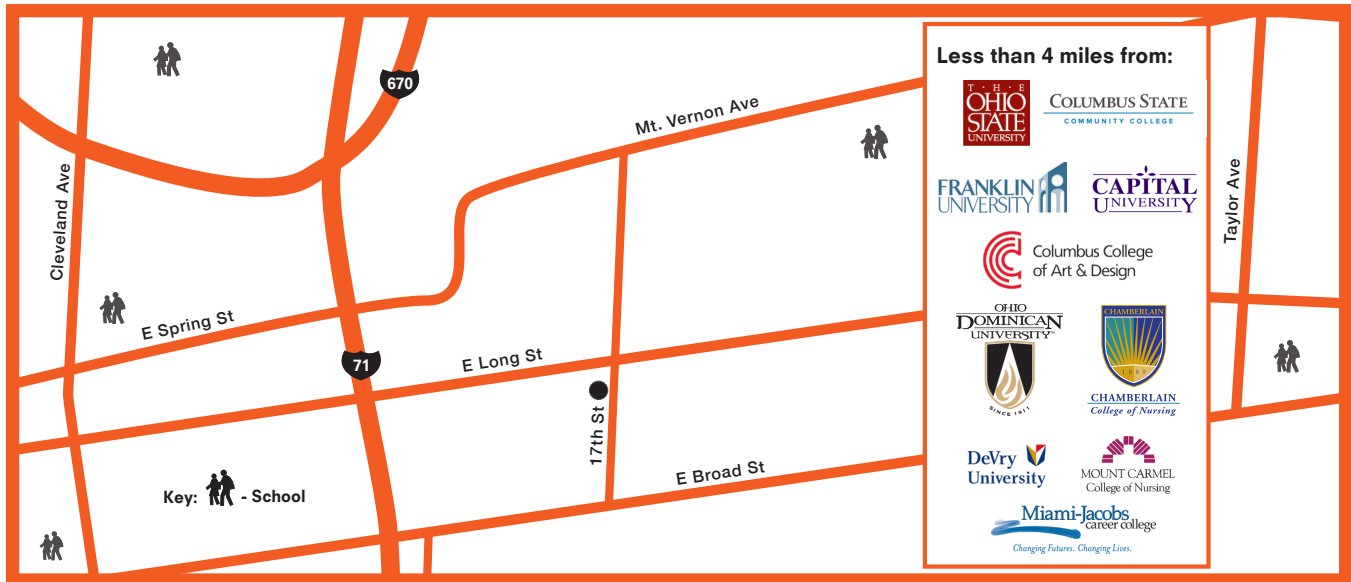 670
Mt. Vernon Ave
Cleveland Ave
E Spring St
71
E Long St
17th St
E Broad St
Key: - School
Taylor Ave
Less than 4 miles from:
T·H·E
OHIO
STATE
UNIVERSITY
COLUMBUS STATE
COMMUNITY COLLEGE
FRANKLIN
UNIVERSITY
CAPITAL
UNIVERSITY
Columbus College
of Art & Design
OHIO
DOMINICAN
UNIVERSITY™
SINCE 1911
CHAMBERLAIN
1889
CHAMBERLAIN
College of Nursing
DeVry
University
MOUNT CARMEL
College of Nursing
Miami-Jacobs
career college
Changing Futures. Changing Lives.